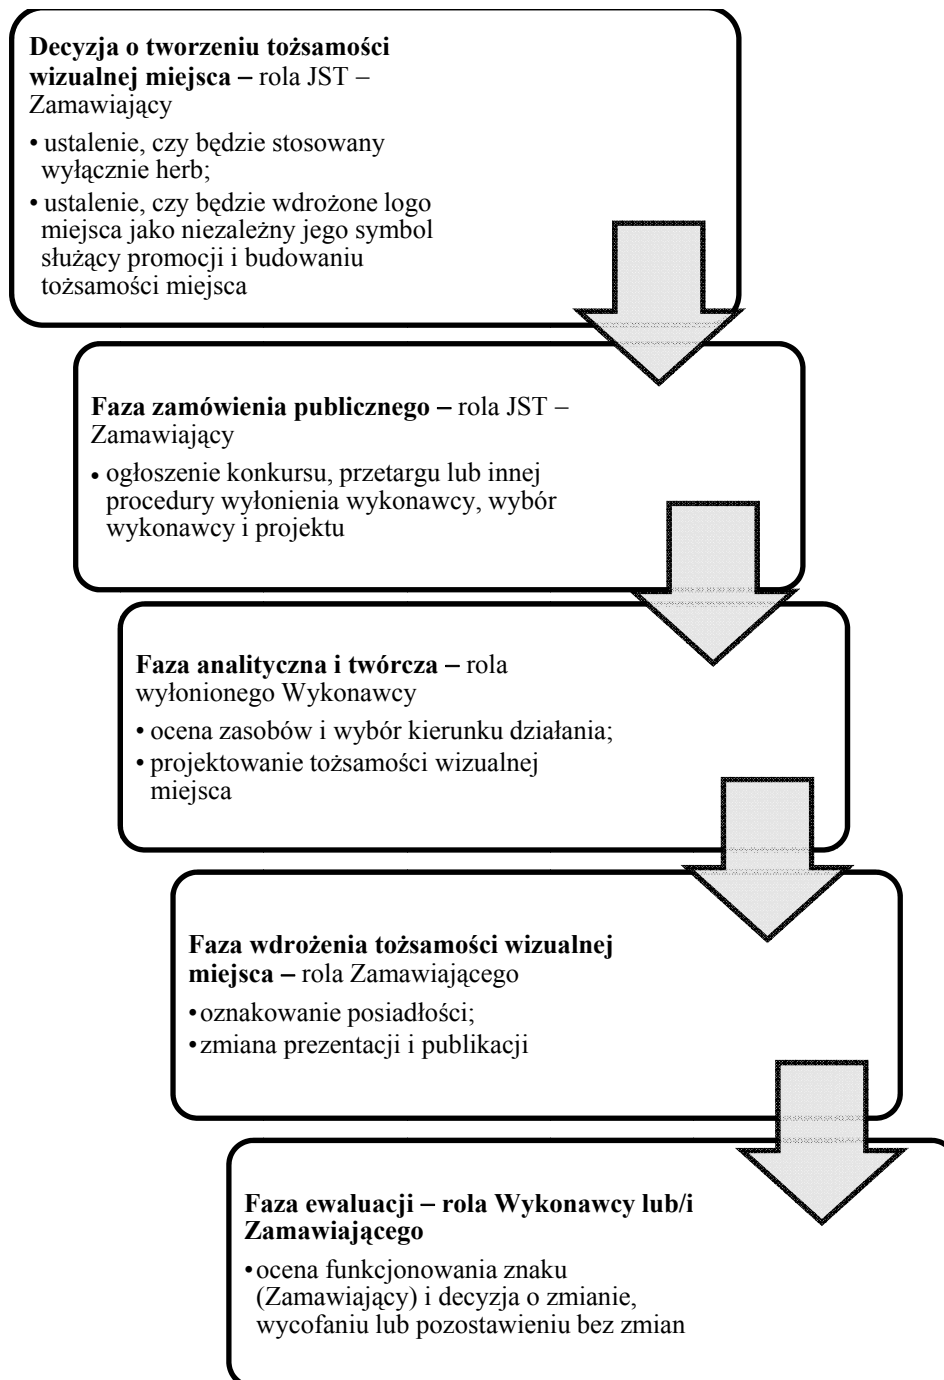 Decyzja o tworzeniu tożsamości
wizualnej miejsca – rola JST –
Zamawiający
• ustalenie, czy będzie stosowany
wyłącznie herb;
• ustalenie, czy będzie wdrożone logo
miejsca jako niezależny jego symbol
służący promocji i budowaniu
tożsamości miejsca
Faza zamówienia publicznego – rola JST –
Zamawiający
• ogłoszenie konkursu, przetargu lub innej
procedury wyłonienia wykonawcy, wybór
wykonawcy i projektu
Faza analityczna i twórcza – rola
wyłonionego Wykonawcy
• ocena zasobów i wybór kierunku działania;
• projektowanie tożsamości wizualnej
miejsca
Faza wdrożenia tożsamości wizualnej
miejsca – rola Zamawiającego
• oznakowanie posiadłości;
• zmiana prezentacji i publikacji
Faza ewaluacji – rola Wykonawcy lub/i
Zamawiającego
• ocena funkcjonowania znaku
(Zamawiający) i decyzja o zmianie,
wycofaniu lub pozostawieniu bez zmian